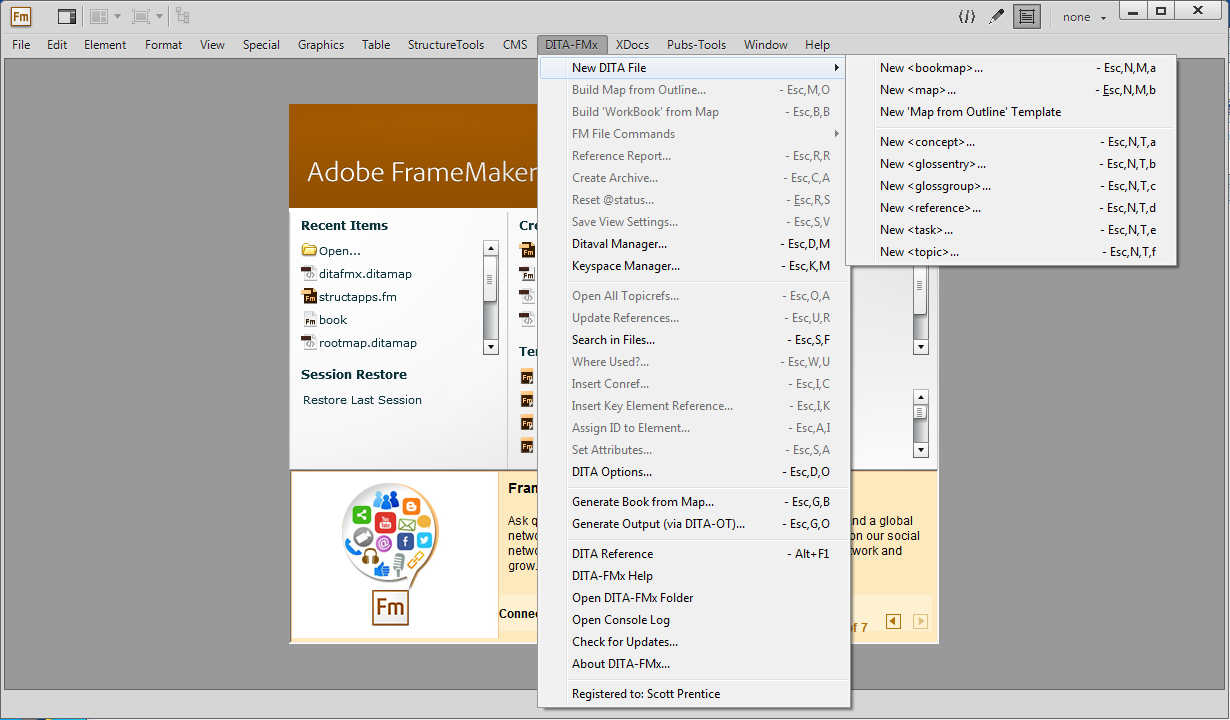 Fm
none
File Edit Element Format View Special Graphics Table StructureTools CMS DITA-FMx XDocs Pubs-Tools Window Help
New DITA File
Build Map from Outline... - Esc,M,O
Build 'WorkBook' from Map - Esc,B,B
FM File Commands
Reference Report... - Esc,R,R
Create Archive... - Esc,C,A
Reset @status... - Esc,R,S
Save View Settings... - Esc,S,V
Ditaval Manager... - Esc,D,M
Keyspace Manager... - Esc,K,M
Open All Topicrefs... - Esc,O,A
Update References... - Esc,U,R
Search in Files... - Esc,S,F
Where Used?... - Esc,W,U
Insert Conref... - Esc,I,C
Insert Key Element Reference... - Esc,I,K
Assign ID to Element... - Esc,A,I
Set Attributes... - Esc,S,A
DITA Options... - Esc,D,O
Generate Book from Map... - Esc,G,B
Generate Output (via DITA-OT)... - Esc,G,O
DITA Reference - Alt+F1
DITA-FMx Help
Open DITA-FMx Folder
Open Console Log
Check for Updates...
About DITA-FMx...
Registered to: Scott Prentice
New <bookmap>... - Esc,N,M,a
New <map>... - Esc,N,M,b
New 'Map from Outline' Template
New <concept>... - Esc,N,T,a
New <glossentry>... - Esc,N,T,b
New <glossgroup>... - Esc,N,T,c
New <reference>... - Esc,N,T,d
New <task>... - Esc,N,T,e
New <topic>... - Esc,N,T,f
Adobe FrameMaker
Recent Items
Open...
ditafmx.ditamap
structapps.fm
book
rootmap.ditamap
Session Restore
Restore Last Session
Cre
Ter
Fm
Fran
Ask q
netwo
grow.
Connec
nd a global
on our social
work and
of 7